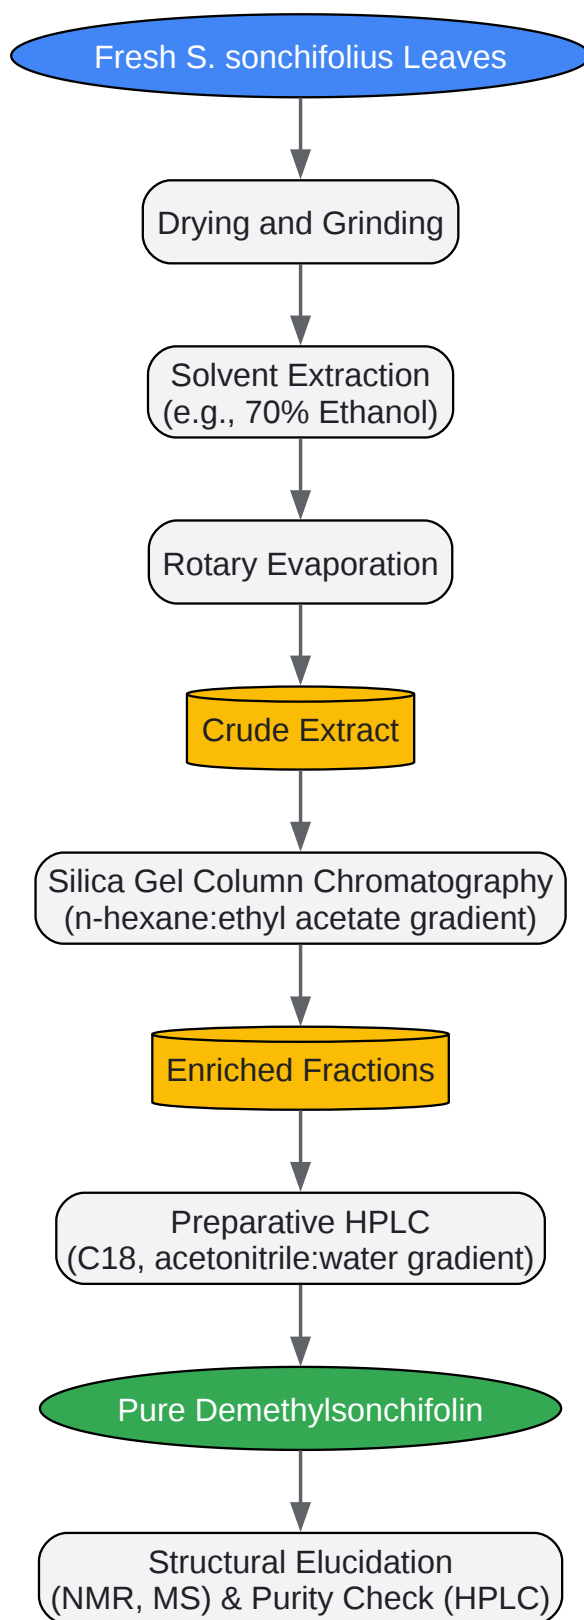 Fresh S. sonchifolius Leaves
Drying and Grinding
Solvent Extraction
(e.g., 70% Ethanol)
Rotary Evaporation
Crude Extract
Silica Gel Column Chromatography
(n-hexane:ethyl acetate gradient)
Enriched Fractions
Preparative HPLC
(C18, acetonitrile:water gradient)
Pure Demethylsonchifolin
Structural Elucidation
(NMR, MS) & Purity Check (HPLC)